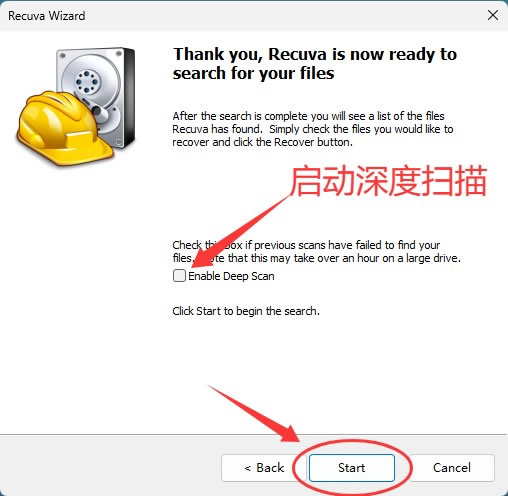 Recuva Wizard
Thank you, Recuva is now ready to
search for your files
After the search is complete you will see a list of the files
Recuva has found. Simply check the files you would like to
recover and click the Recover button.
启动深度扫描
Check this box if previous scans have failed to find your
files. Note that this may take over an hour on a large drive.
Enable Deep Scan
Click Start to begin the search.
< Back
Start
Cancel